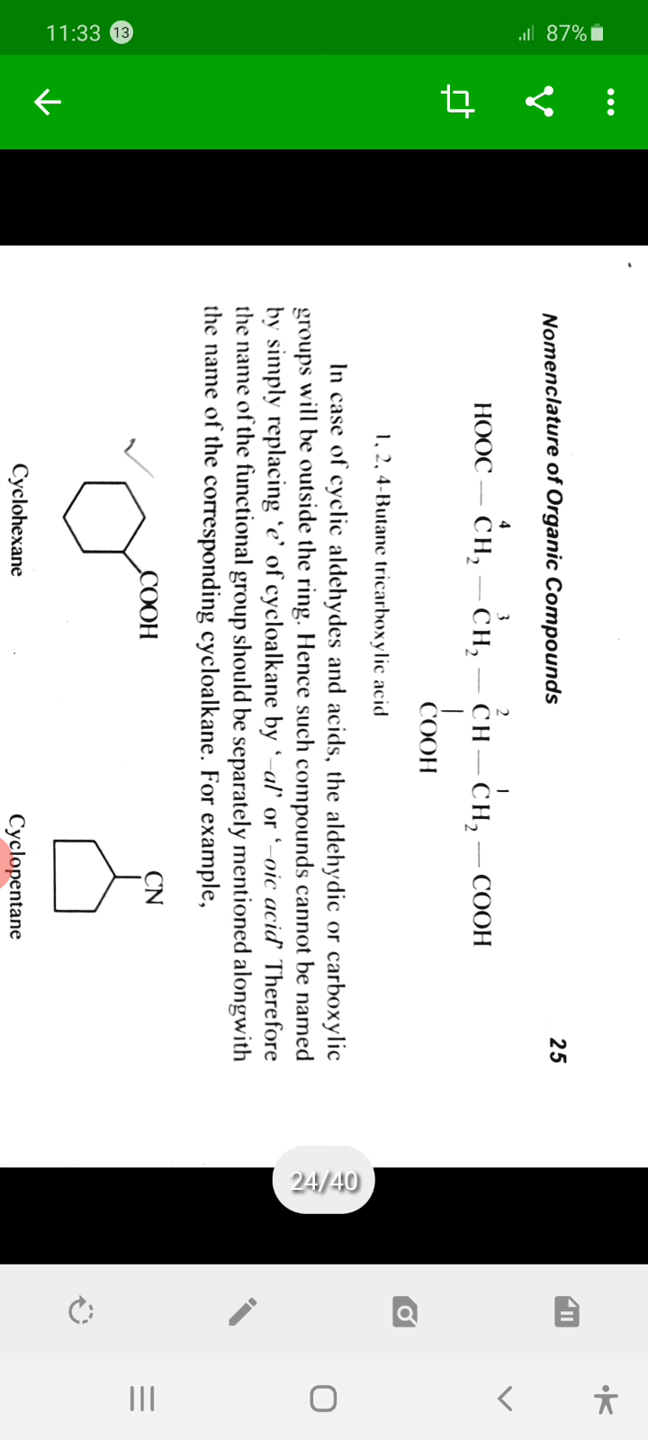 11:33 13 87%
Nomenclature of Organic Compounds 25
4 3 2 1
HOOC — CH₂ — CH₂ — CH — CH₂ — COOH
|
COOH
1, 2, 4-Butane tricarboxylic acid
In case of cyclic aldehydes and acids, the aldehydic or carboxylic
groups will be outside the ring. Hence such compounds cannot be named
by simply replacing ‘e’ of cycloalkane by ‘–al’ or ‘–oic acid’ Therefore
the name of the functional group should be separately mentioned alongwith
the name of the corresponding cycloalkane. For example,
COOH CN
Cyclohexane Cyclopentane
24/40